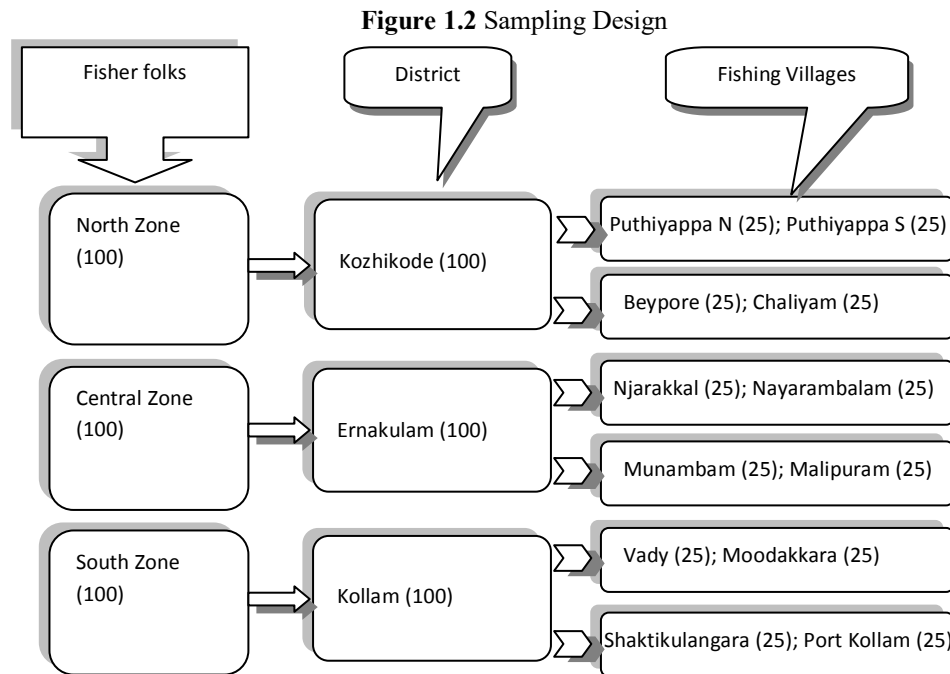 Figure 1.2 Sampling Design
Fisher folks
District
Fishing Villages
North Zone
(100)
Kozhikode (100)
Puthiyappa N (25); Puthiyappa S (25)
Beypore (25); Chaliyam (25)
Central Zone
(100)
Ernakulam (100)
Njarakkal (25); Nayarambalam (25)
Munambam (25); Malipuram (25)
South Zone
(100)
Kollam (100)
Vady (25); Moodakkara (25)
Shaktikulangara (25); Port Kollam (25)